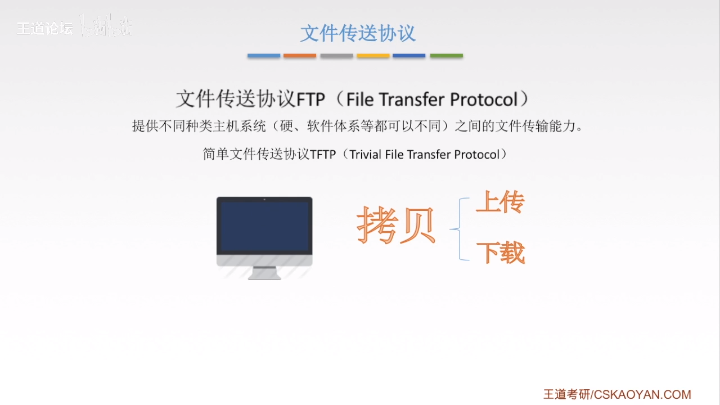 王道论坛
文件传送协议
文件传送协议FTP（File Transfer Protocol）
提供不同种类主机系统（硬、软件体系等都可以不同）之间的文件传输能力。
简单文件传送协议TFTP（Trivial File Transfer Protocol）
拷贝
上传
下载
王道考研/CSKAOYAN.COM